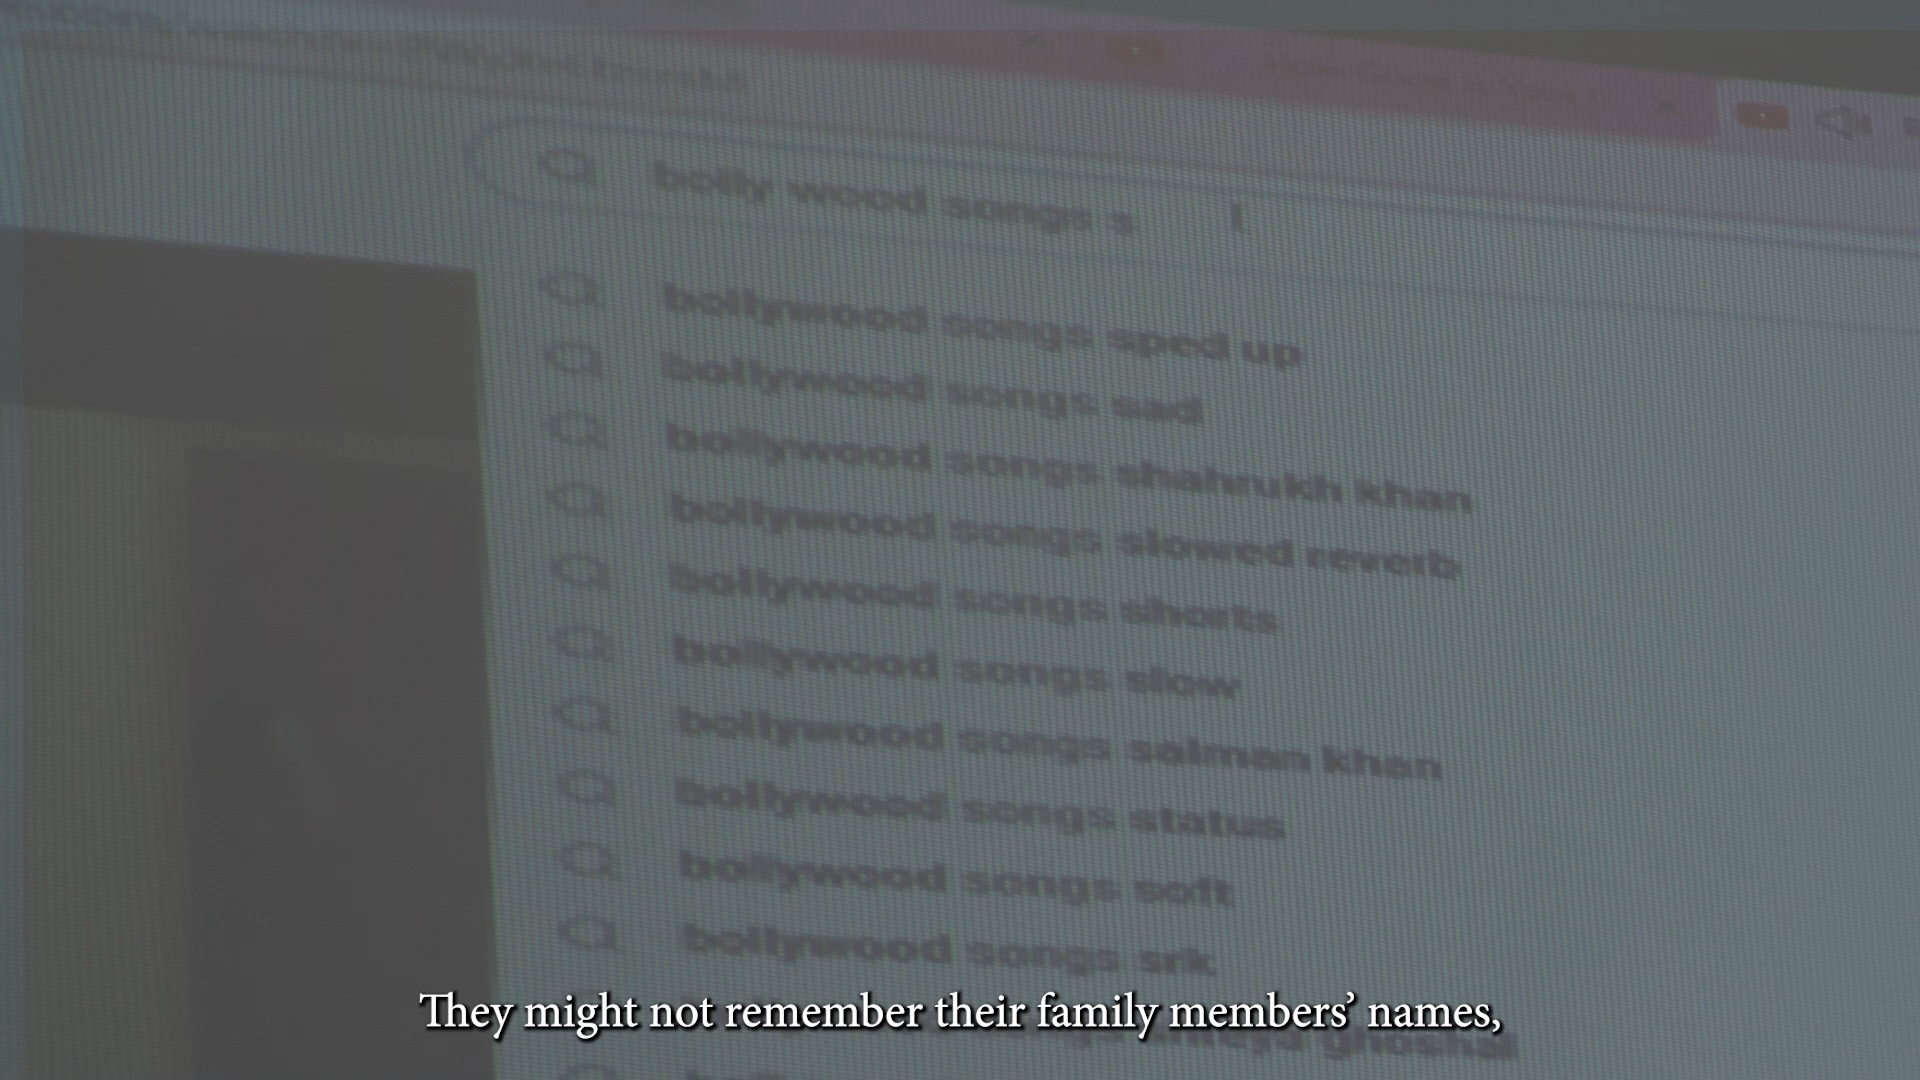 bolly wood songs s
bollywood songs sped up
bollywood songs sad
bollywood songs shahrukh khan
bollywood songs slowed reverb
bollywood songs shorts
bollywood songs slow
bollywood songs salman khan
bollywood songs status
bollywood songs soft
bollywood songs srk
They might not remember their family members’ names,
ghoshal